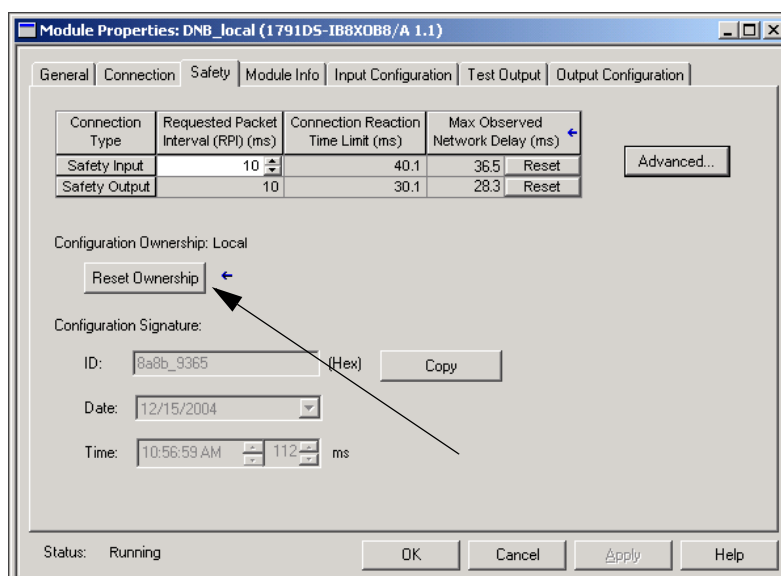 Module Properties: DNB_local (1791DS-IB8XOB8/A 1.1)
General Connection Safety Module Info Input Configuration Test Output Output Configuration
Connection Type Requested Packet Interval (RPI) (ms) Connection Reaction Time Limit (ms) Max Observed Network Delay (ms)
Safety Input 10 40.1 36.5 Reset
Safety Output 10 30.1 28.3 Reset
Advanced...
Configuration Ownership: Local
Reset Ownership
Configuration Signature:
ID: 8a8b_9365 (Hex) Copy
Date: 12/15/2004
Time: 10:56:59 AM 112 ms
Status: Running OK Cancel Apply Help